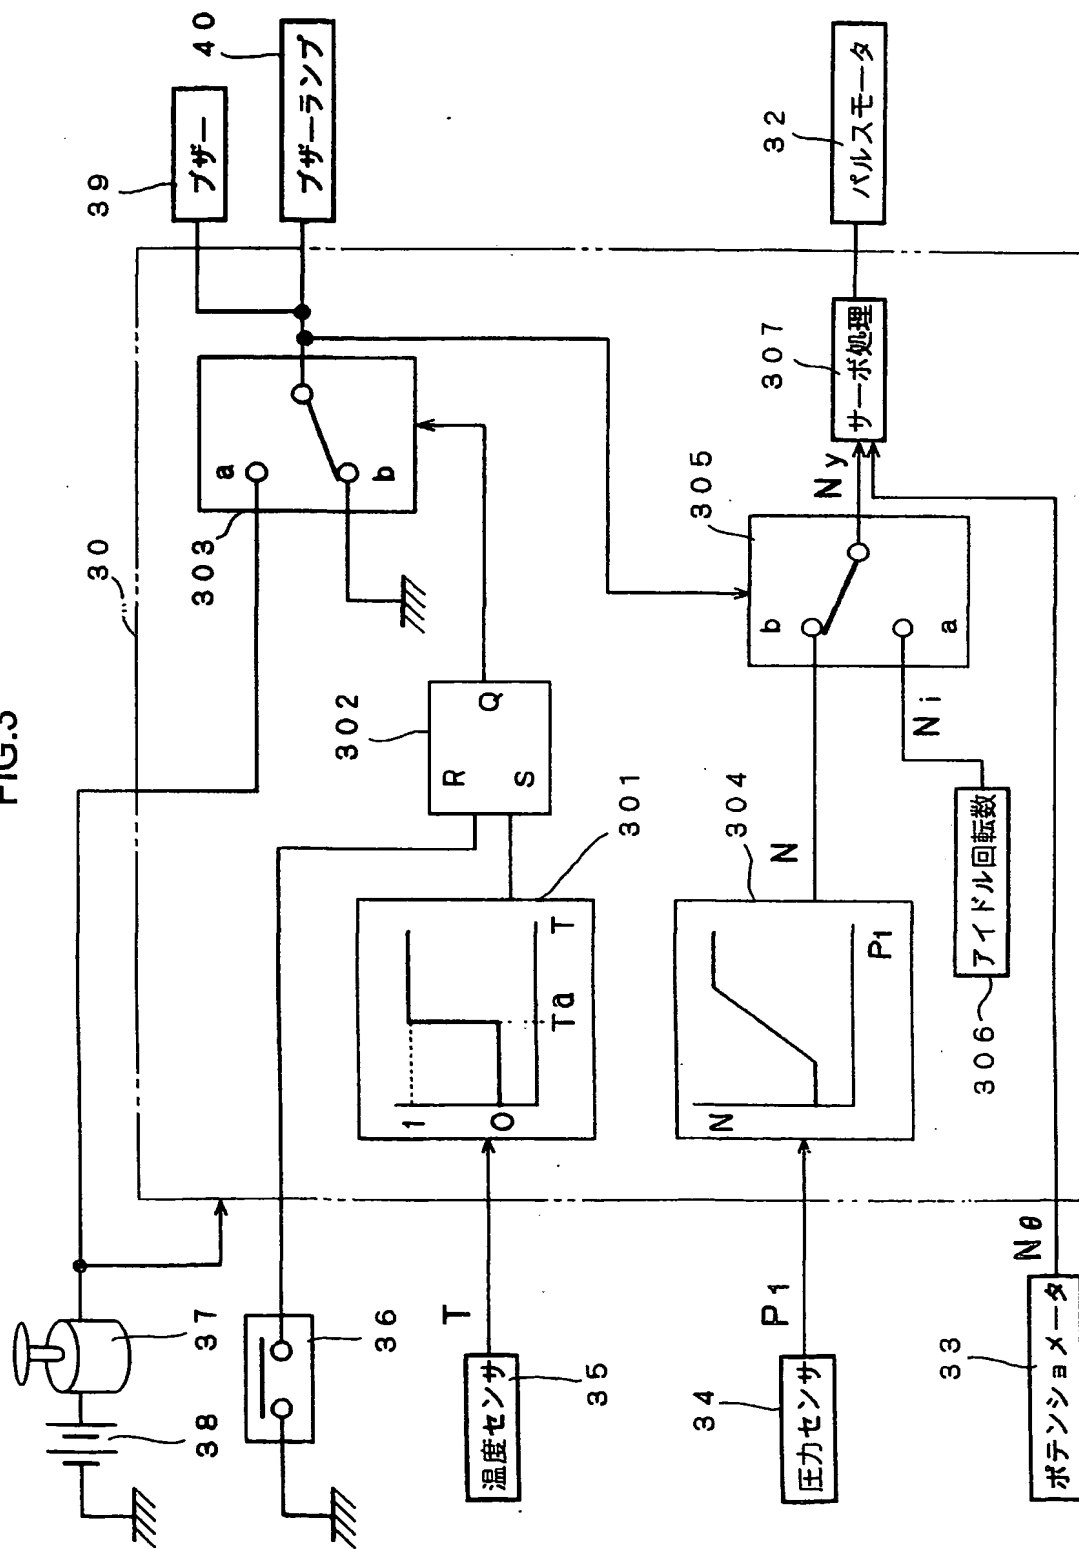 FIG.3
38
37
36
温度センサ
35
T
圧力センサ
34
P1
ポテンショメータ
33
Nθ
30
1
0
Ta
T
301
N
P1
304
N
アイドル回転数
306
Ni
R
S
Q
302
303
a
b
305
b
a
Ny
サーボ処理
307
ブザー
39
ブザーランプ
40
パルスモータ
32